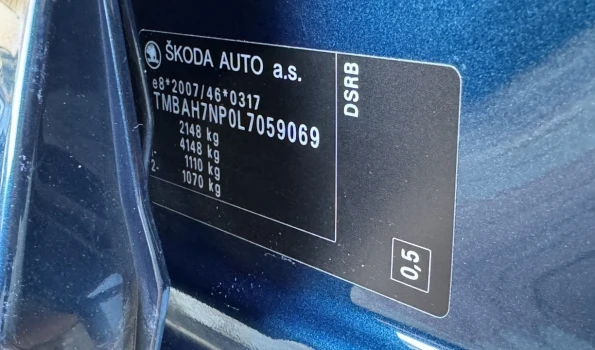 ŠKODA AUTO a.s.
e8*2007/46*0317
TMBAH7NP0L7059069
2148 kg
4148 kg
1110 kg
2- 1070 kg
DSRB
0,5